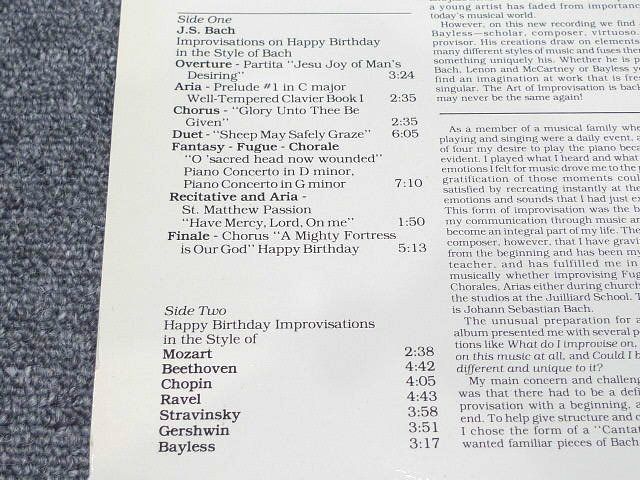 Side One
J.S. Bach
Improvisations on Happy Birthday
in the Style of Bach
Overture - Partita "Jesu Joy of Man's
Desiring" 3:24
Aria - Prelude #1 in C major
Well-Tempered Clavier Book 1 2:35
Chorus - "Glory Unto Thee Be
Given" 2:35
Duet - "Sheep May Safely Graze" 6:05
Fantasy - Fugue - Chorale
"O 'sacred head now wounded"
Piano Concerto in D minor,
Piano Concerto in G minor 7:10
Recitative and Aria -
St. Matthew Passion
"Have Mercy, Lord, On me" 1:50
Finale - Chorus "A Mighty Fortress
is Our God" Happy Birthday 5:13
Side Two
Happy Birthday Improvisations
in the Style of
Mozart 2:38
Beethoven 4:42
Chopin 4:05
Ravel 4:43
Stravinsky 3:58
Gershwin 3:51
Bayless 3:17
a young artist has faded from importance
today's musical world.
However, on this new recording we find
Bayless—scholar, composer, virtuoso,
provisor. His creations draw on elements
many different styles of music and fuses them
something uniquely his. Whether he is p
Bach, Lenon and McCartney or Bayless yo
find an imagination at work that is fres
singular. The Art of Improvisation is back
may never be the same again!
As a member of a musical family whe
playing and singing were a daily event, a
of four my desire to play the piano beca
evident. I played what I heard and what
emotions I felt for music drove me to the p
gratification of those moments coul
satisfied by recreating instantly at the
emotions and sounds that I had just ex
This form of improvisation was the b
my communication through music an
become an integral part of my life. The
composer, however, that I have gravi
from the beginning and has been my
teacher, and has fulfilled me in
musically whether improvising Fug
Chorales, Arias either during church
the studios at the Juilliard School. T
is Johann Sebastian Bach.
The unusual preparation for a
album presented me with several p
tions like What do I improvise on,
on this music at all, and Could I b
different and unique to it?
My main concern and challeng
was that there had to be a defi
provisation with a beginning, a
end. To help give structure and c
I chose the form of a "Cantat
wanted familiar pieces of Bach